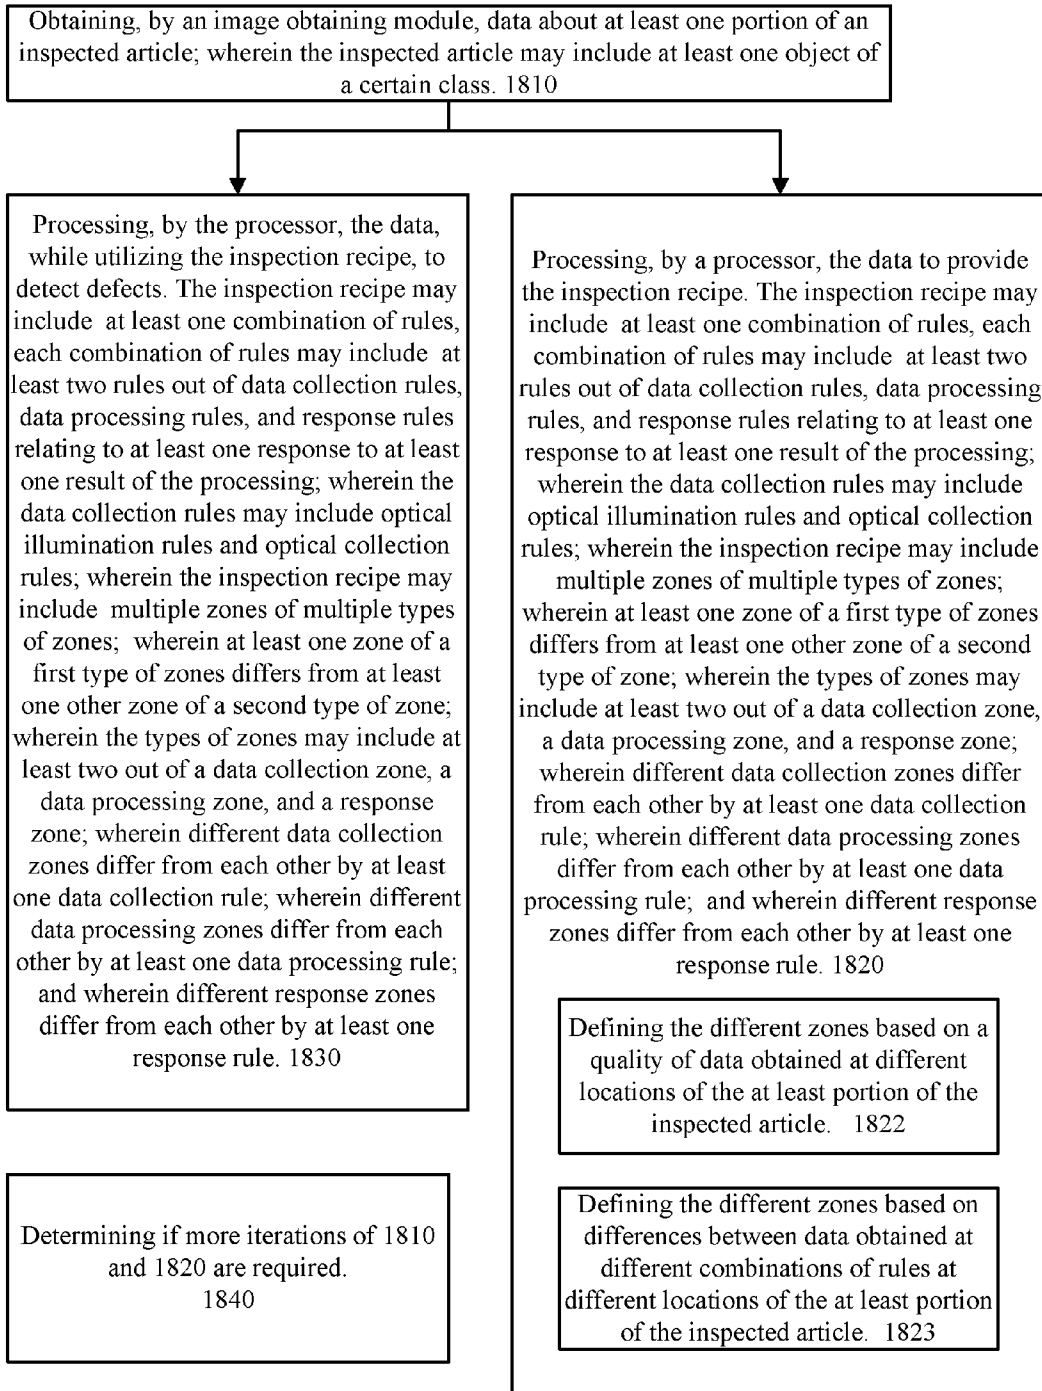 Obtaining, by an image obtaining module, data about at least one portion of an
inspected article; wherein the inspected article may include at least one object of
a certain class. 1810
Processing, by the processor, the data,
while utilizing the inspection recipe, to
detect defects. The inspection recipe may
include at least one combination of rules,
each combination of rules may include at
least two rules out of data collection rules,
data processing rules, and response rules
relating to at least one response to at least
one result of the processing; wherein the
data collection rules may include optical
illumination rules and optical collection
rules; wherein the inspection recipe may
include multiple zones of multiple types
of zones; wherein at least one zone of a
first type of zones differs from at least
one other zone of a second type of zone;
wherein the types of zones may include at
least two out of a data collection zone, a
data processing zone, and a response
zone; wherein different data collection
zones differ from each other by at least
one data collection rule; wherein different
data processing zones differ from each
other by at least one data processing rule;
and wherein different response zones
differ from each other by at least one
response rule. 1830
Processing, by a processor, the data to provide
the inspection recipe. The inspection recipe may
include at least one combination of rules, each
combination of rules may include at least two
rules out of data collection rules, data processing
rules, and response rules relating to at least one
response to at least one result of the processing;
wherein the data collection rules may include
optical illumination rules and optical collection
rules; wherein the inspection recipe may include
multiple zones of multiple types of zones;
wherein at least one zone of a first type of zones
differs from at least one other zone of a second
type of zone; wherein the types of zones may
include at least two out of a data collection zone,
a data processing zone, and a response zone;
wherein different data collection zones differ
from each other by at least one data collection
rule; wherein different data processing zones
differ from each other by at least one data
processing rule; and wherein different response
zones differ from each other by at least one
response rule. 1820
Defining the different zones based on a
quality of data obtained at different
locations of the at least portion of the
inspected article. 1822
Defining the different zones based on
differences between data obtained at
different combinations of rules at
different locations of the at least portion
of the inspected article. 1823
Determining if more iterations of 1810
and 1820 are required.
1840